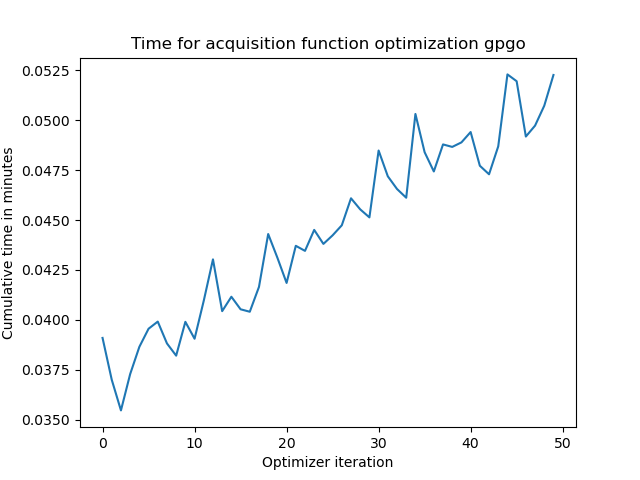 Time for acquisition function optimization gpgo
Cumulative time in minutes
0.0525
0.0500
0.0475
0.0450
0.0425
0.0400
0.0375
0.0350
0 10 20 30 40 50
Optimizer iteration